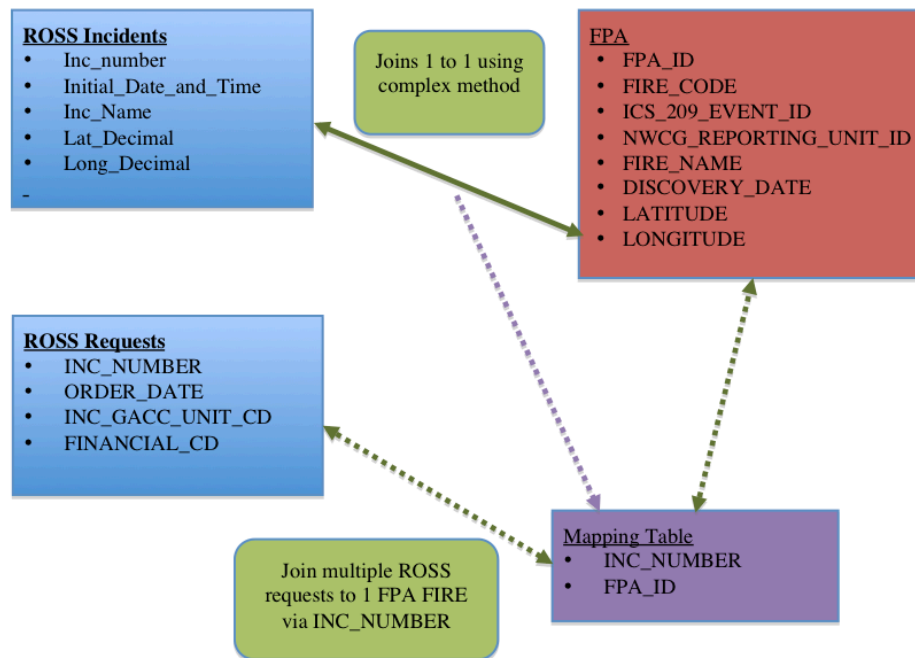 ROSS Incidents
• Inc_number
• Initial_Date_and_Time
• Inc_Name
• Lat_Decimal
• Long_Decimal
-
Joins 1 to 1 using
complex method
FPA
• FPA_ID
• FIRE_CODE
• ICS_209_EVENT_ID
• NWCG_REPORTING_UNIT_ID
• FIRE_NAME
• DISCOVERY_DATE
• LATITUDE
• LONGITUDE
ROSS Requests
• INC_NUMBER
• ORDER_DATE
• INC_GACC_UNIT_CD
• FINANCIAL_CD
Join multiple ROSS
requests to 1 FPA FIRE
via INC_NUMBER
Mapping Table
• INC_NUMBER
• FPA_ID